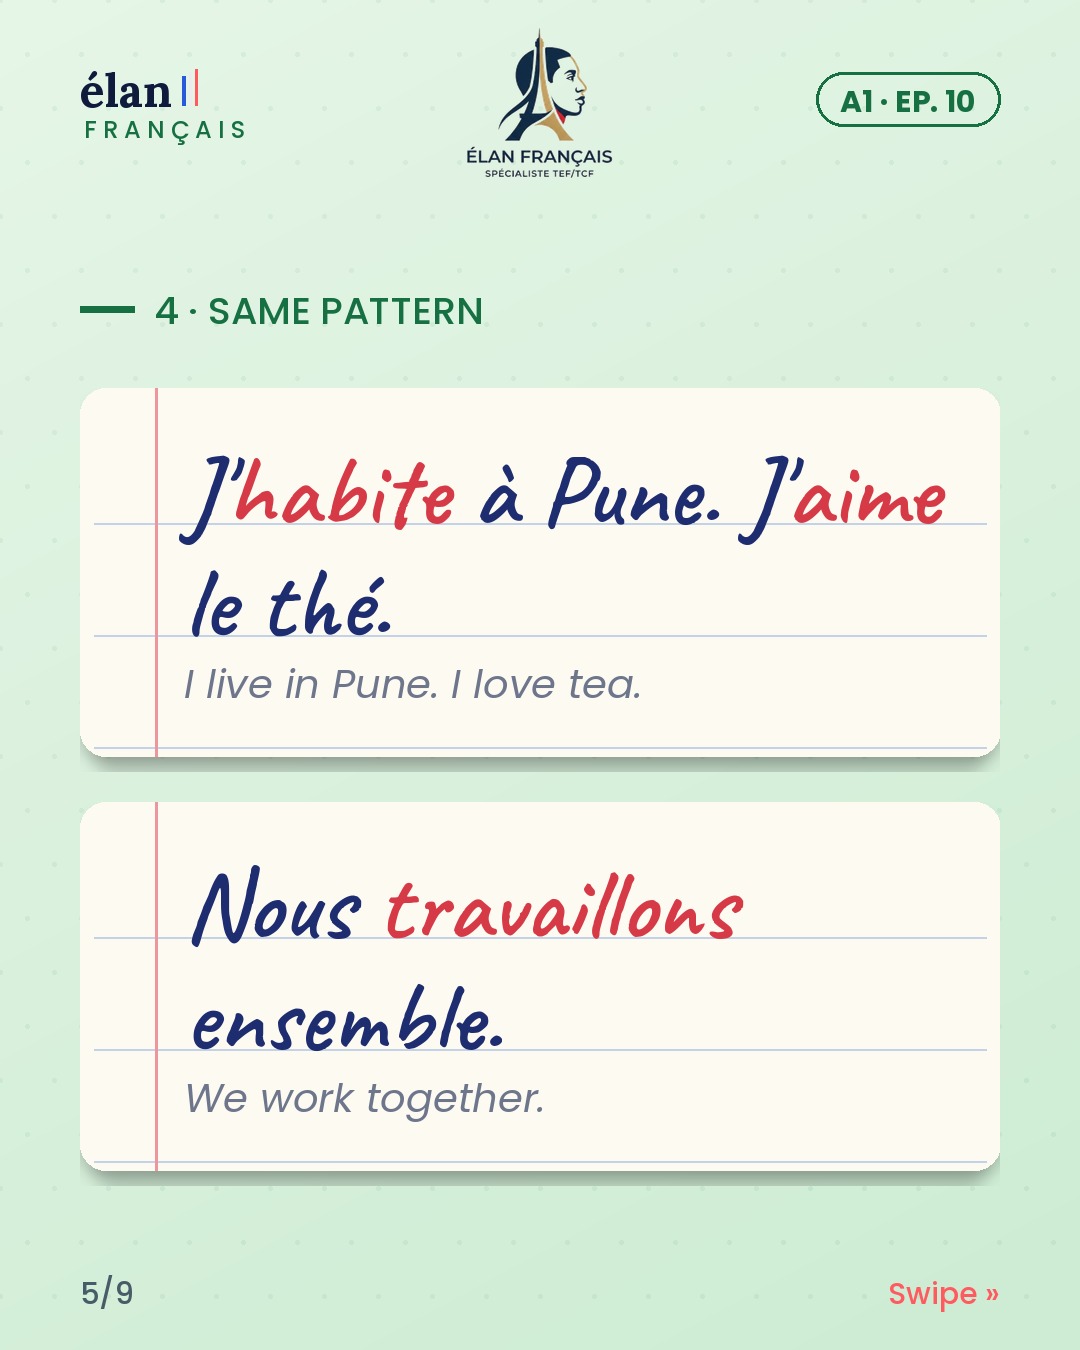 élan
FRANÇAIS
ÉLAN FRANÇAIS
SPÉCIALISTE TEF/TCF
A1 · EP. 10
4 · SAME PATTERN
J'habite à Pune. J'aime
le thé.
I live in Pune. I love tea.
Nous travaillons
ensemble.
We work together.
5/9
Swipe »